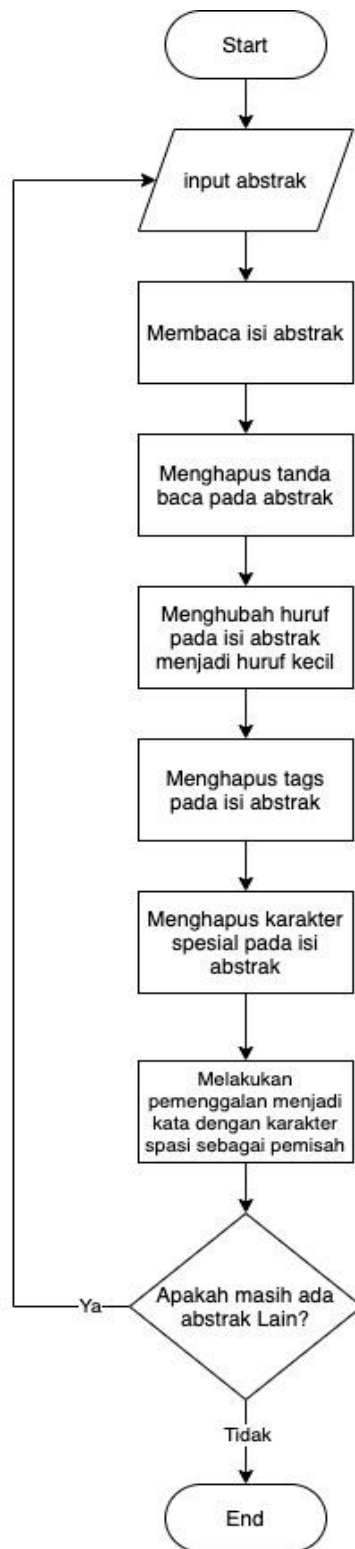 Start
input abstrak
Membaca isi abstrak
Menghapus tanda
baca pada abstrak
Menghubah huruf
pada isi abstrak
menjadi huruf kecil
Menghapus tags
pada isi abstrak
Menghapus karakter
spesial pada isi
abstrak
Melakukan
pemenggalan menjadi
kata dengan karakter
spasi sebagai pemisah
Apakah masih ada
abstrak Lain?
Ya
Tidak
End